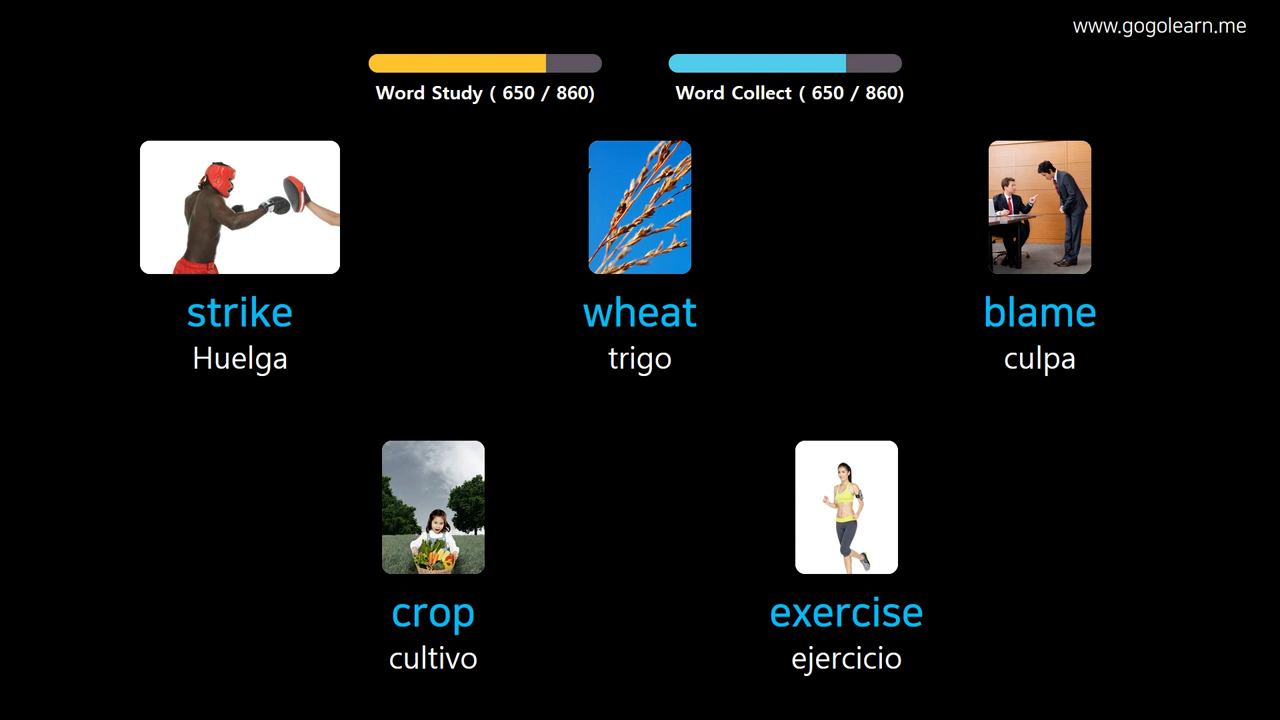 www.gogolearn.me
Word Study ( 650 / 860)
Word Collect ( 650 / 860)
strike
Huelga
wheat
trigo
blame
culpa
crop
cultivo
exercise
ejercicio